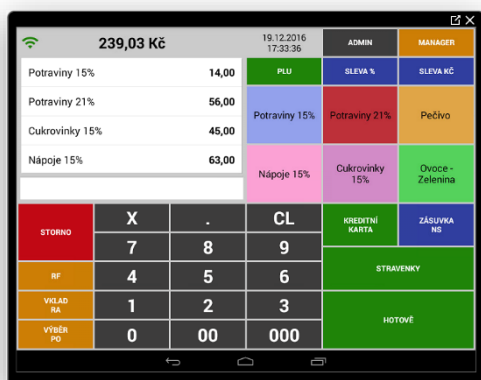 239,03 Kč
19.12.2016
17:33:36
ADMIN
MANAGER
Potraviny 15% 14,00
Potraviny 21% 56,00
Cukrovinky 15% 45,00
Nápoje 15% 63,00
PLU
SLEVA %
SLEVA KČ
Potraviny 15%
Potraviny 21%
Pečivo
Nápoje 15%
Cukrovinky
15%
Ovoce -
Zelenina
STORNO
X
.
CL
KREDITNÍ
KARTA
ZÁSUVKA
NS
7
8
9
RF
4
5
6
STRAVENKY
VKLAD
RA
1
2
3
HOTOVĚ
VÝBĚR
PO
0
00
000